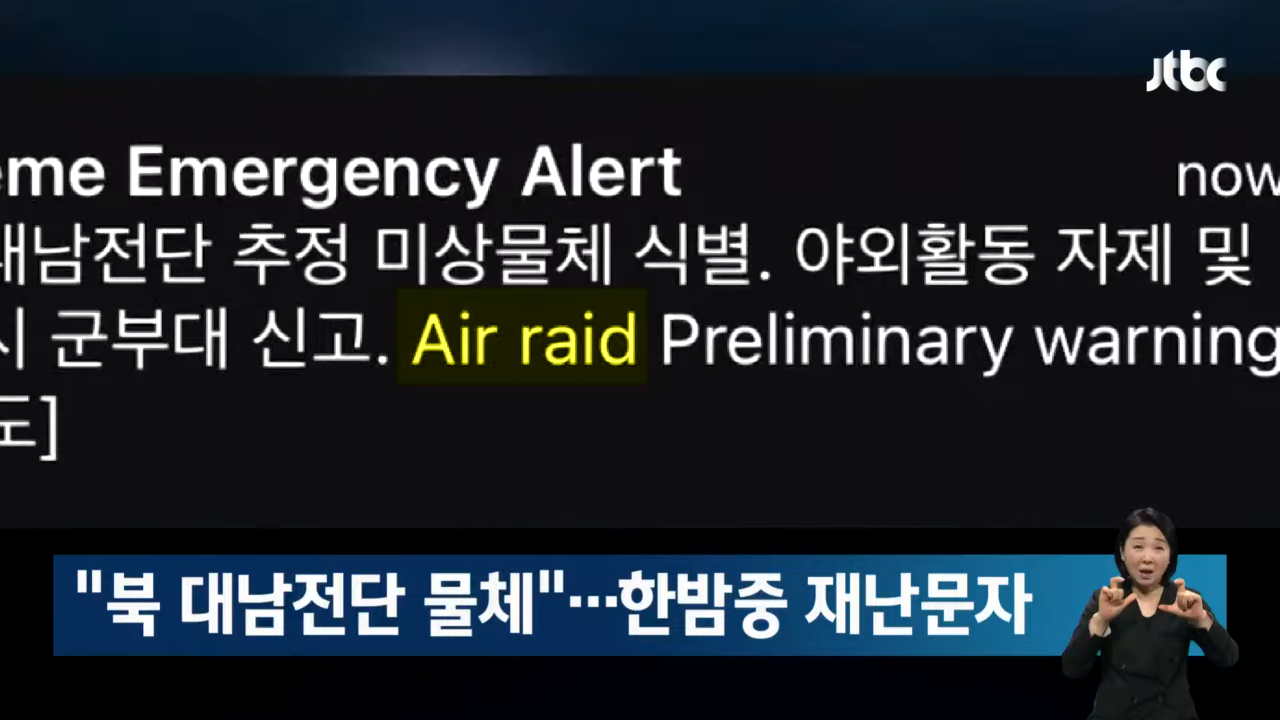 jtbc
eme Emergency Alert
now
대남전단 추정 미상물체 식별. 야외활동 자제 및
시 군부대 신고. Air raid Preliminary warning
도]
"북 대남전단 물체"…한밤중 재난문자